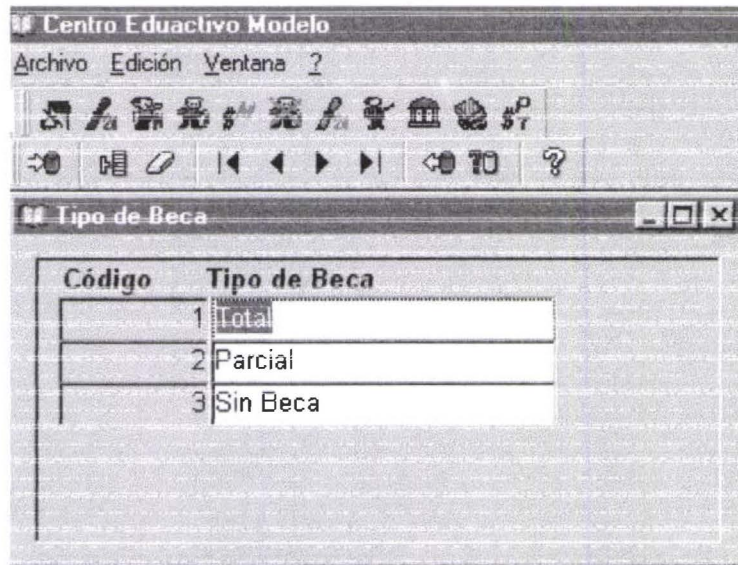 Centro Eduactivo Modelo
Archivo Edición Ventana ?
Tipo de Beca
Código Tipo de Beca
1 Total
2 Parcial
3 Sin Beca